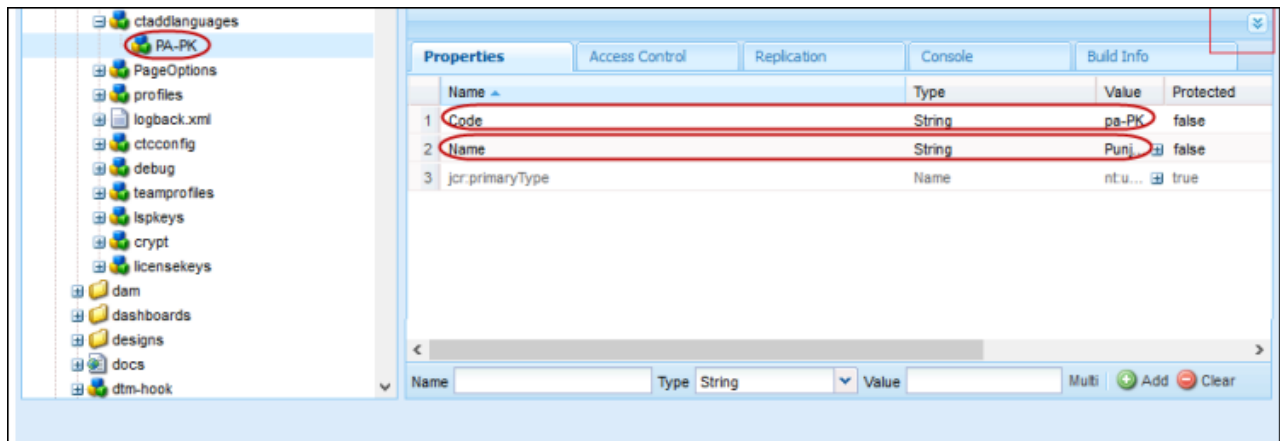 ctaddlanguages
PA-PK
PageOptions
profiles
logback.xml
ctcconfig
debug
teamprofiles
lspkeys
crypt
licensekeys
dam
dashboards
designs
docs
dtm-hook
Properties Access Control Replication Console Build Info
Name Type Value Protected
1 Code String pa-PK false
2 Name String Punj... false
3 jcr:primaryType Name nt:u... true
Name Type String Value Multi Add Clear